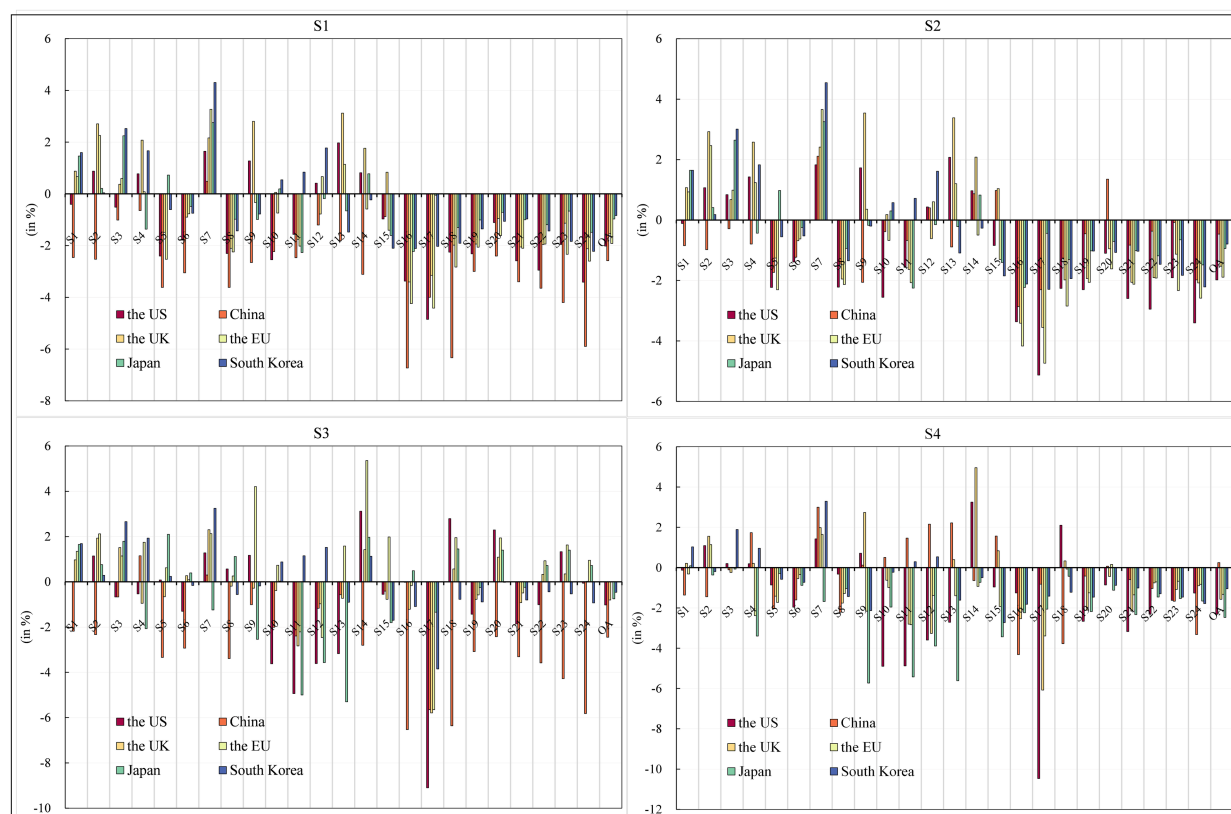 S1
6
4
2
0
-2
-4
-6
-8
(in %)
S1 S2 S3 S4 S5 S6 S7 S8 S9 S10 S11 S12 S13 S14 S15 S16 S17 S18 S19 S20 S21 S22 S23 S24 OA
the US China
the UK the EU
Japan South Korea
S2
6
4
2
0
-2
-4
-6
(in %)
S1 S2 S3 S4 S5 S6 S7 S8 S9 S10 S11 S12 S13 S14 S15 S16 S17 S18 S19 S20 S21 S22 S23 S24 OA
the US China
the UK the EU
Japan South Korea
S3
6
4
2
0
-2
-4
-6
-8
-10
(in %)
S1 S2 S3 S4 S5 S6 S7 S8 S9 S10 S11 S12 S13 S14 S15 S16 S17 S18 S19 S20 S21 S22 S23 S24 OA
the US China
the UK the EU
Japan South Korea
S4
6
4
2
0
-2
-4
-6
-8
-10
-12
(in %)
S1 S2 S3 S4 S5 S6 S7 S8 S9 S10 S11 S12 S13 S14 S15 S16 S17 S18 S19 S20 S21 S22 S23 S24 OA
the US China
the UK the EU
Japan South Korea